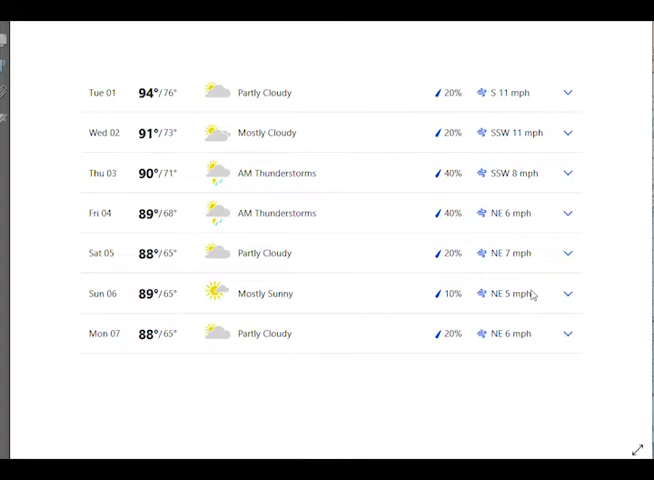 Tue 01 94°/76° Partly Cloudy 20% S 11 mph
Wed 02 91°/73° Mostly Cloudy 20% SSW 11 mph
Thu 03 90°/71° AM Thunderstorms 40% SSW 8 mph
Fri 04 89°/68° AM Thunderstorms 40% NE 6 mph
Sat 05 88°/65° Partly Cloudy 20% NE 7 mph
Sun 06 89°/65° Mostly Sunny 10% NE 5 mph
Mon 07 88°/65° Partly Cloudy 20% NE 6 mph